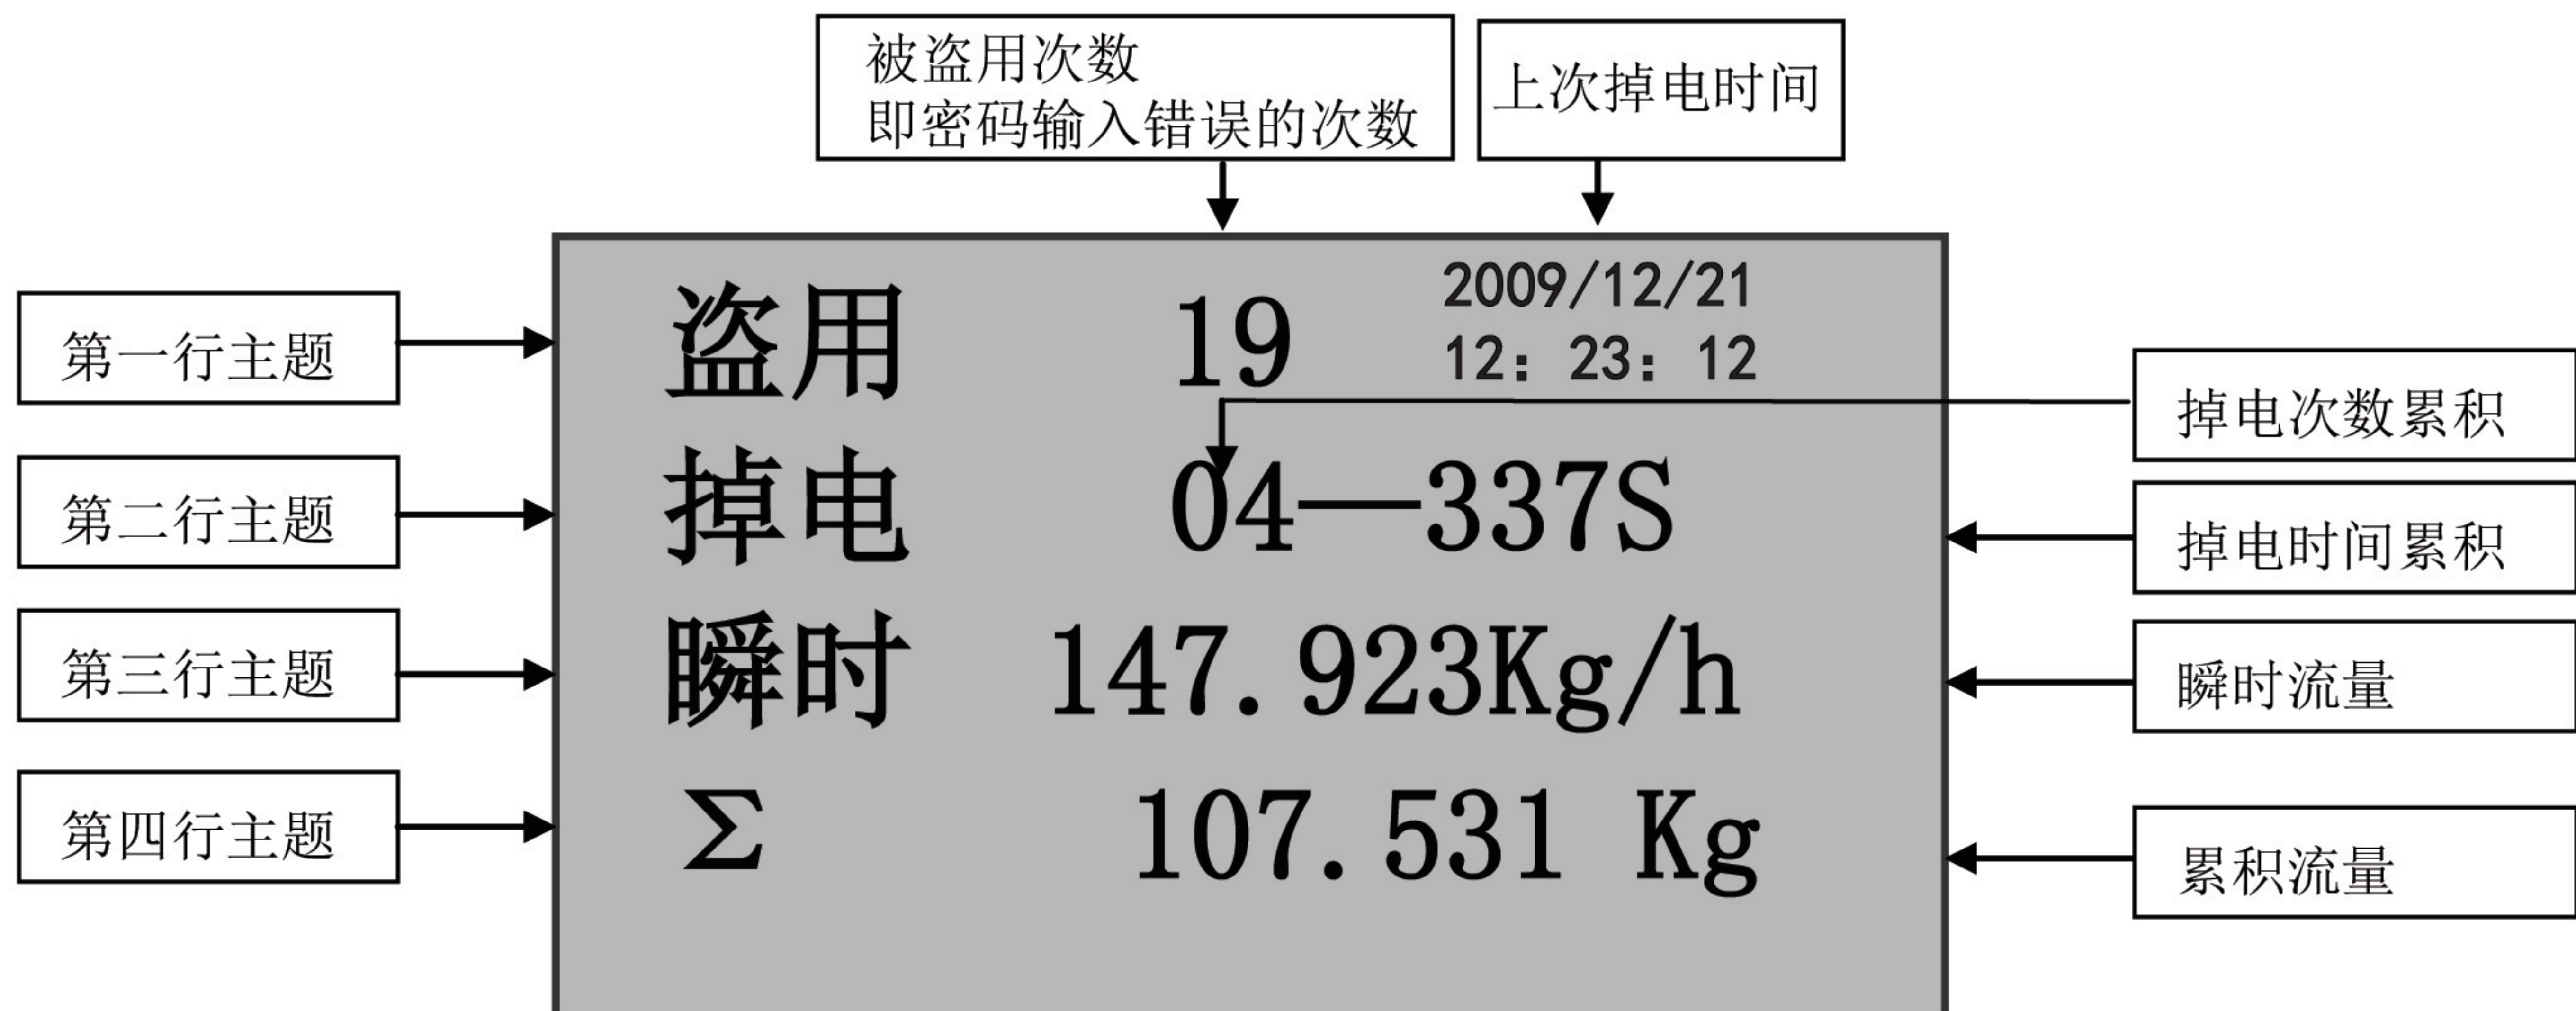 被盗用次数
即密码输入错误的次数
上次掉电时间
第一行主题
盗用 19 2009/12/21
12：23：12
掉电次数累积
第二行主题
掉电 04—337S
掉电时间累积
第三行主题
瞬时 147.923Kg/h
瞬时流量
第四行主题
Σ 107.531 Kg
累积流量